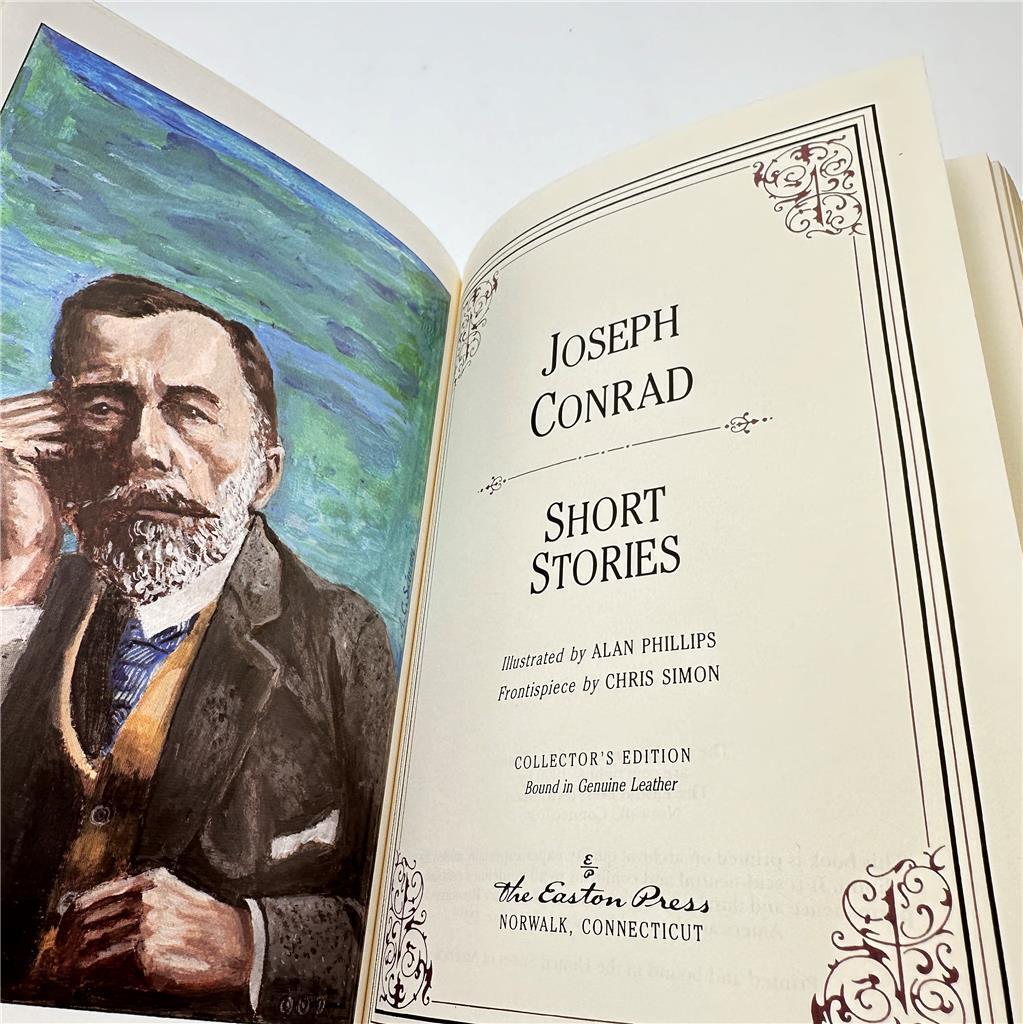 JOSEPH
CONRAD
SHORT
STORIES
Illustrated by ALAN PHILLIPS
Frontispiece by CHRIS SIMON
COLLECTOR'S EDITION
Bound in Genuine Leather
EP
The Easton Press
NORWALK, CONNECTICUT